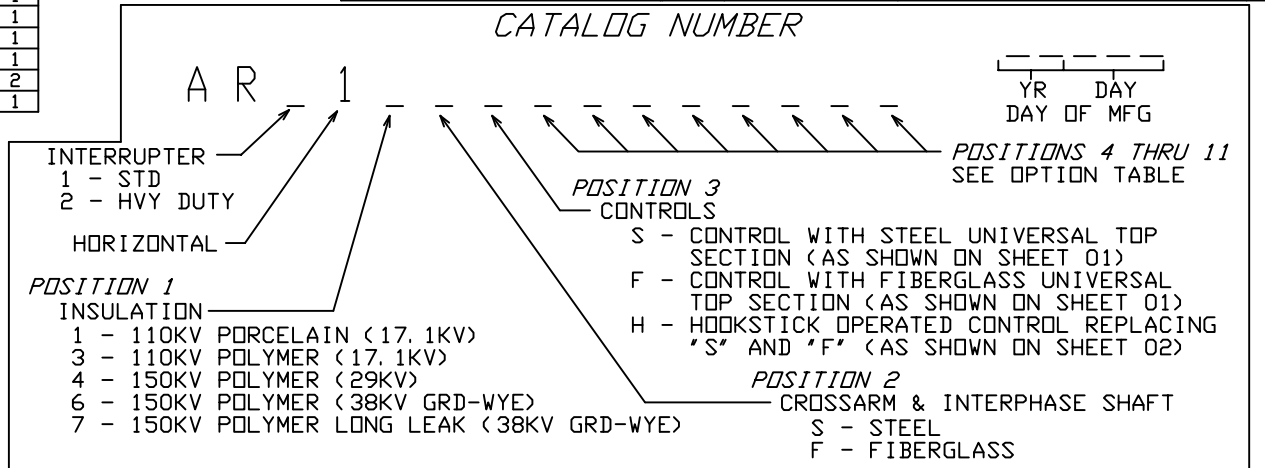 1
1
1
2
1
CATALOG NUMBER
A R _ 1 _ _ _ _ _ _ _ _ _ _ _
_ _ _ _ _
YR DAY
DAY OF MFG
INTERRUPTER
1 - STD
2 - HVY DUTY
HORIZONTAL
POSITION 1
INSULATION
1 - 110KV PORCELAIN (17.1KV)
3 - 110KV POLYMER (17.1KV)
4 - 150KV POLYMER (29KV)
6 - 150KV POLYMER (38KV GRD-WYE)
7 - 150KV POLYMER LONG LEAK (38KV GRD-WYE)
POSITIONS 4 THRU 11
SEE OPTION TABLE
POSITION 3
CONTROLS
S - CONTROL WITH STEEL UNIVERSAL TOP
SECTION (AS SHOWN ON SHEET 01)
F - CONTROL WITH FIBERGLASS UNIVERSAL
TOP SECTION (AS SHOWN ON SHEET 01)
H - HOOKSTICK OPERATED CONTROL REPLACING
"S" AND "F" (AS SHOWN ON SHEET 02)
POSITION 2
CROSSARM & INTERPHASE SHAFT
S - STEEL
F - FIBERGLASS